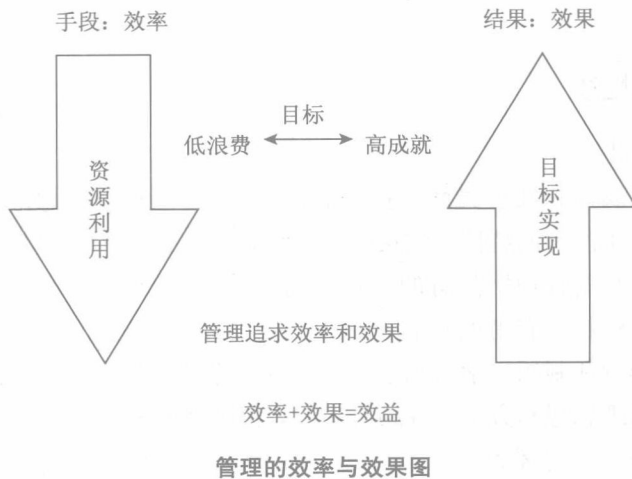 手段：效率
结果：效果
目标
低浪费
高成就
资源利用
目标实现
管理追求效率和效果
效率+效果=效益
管理的效率与效果图